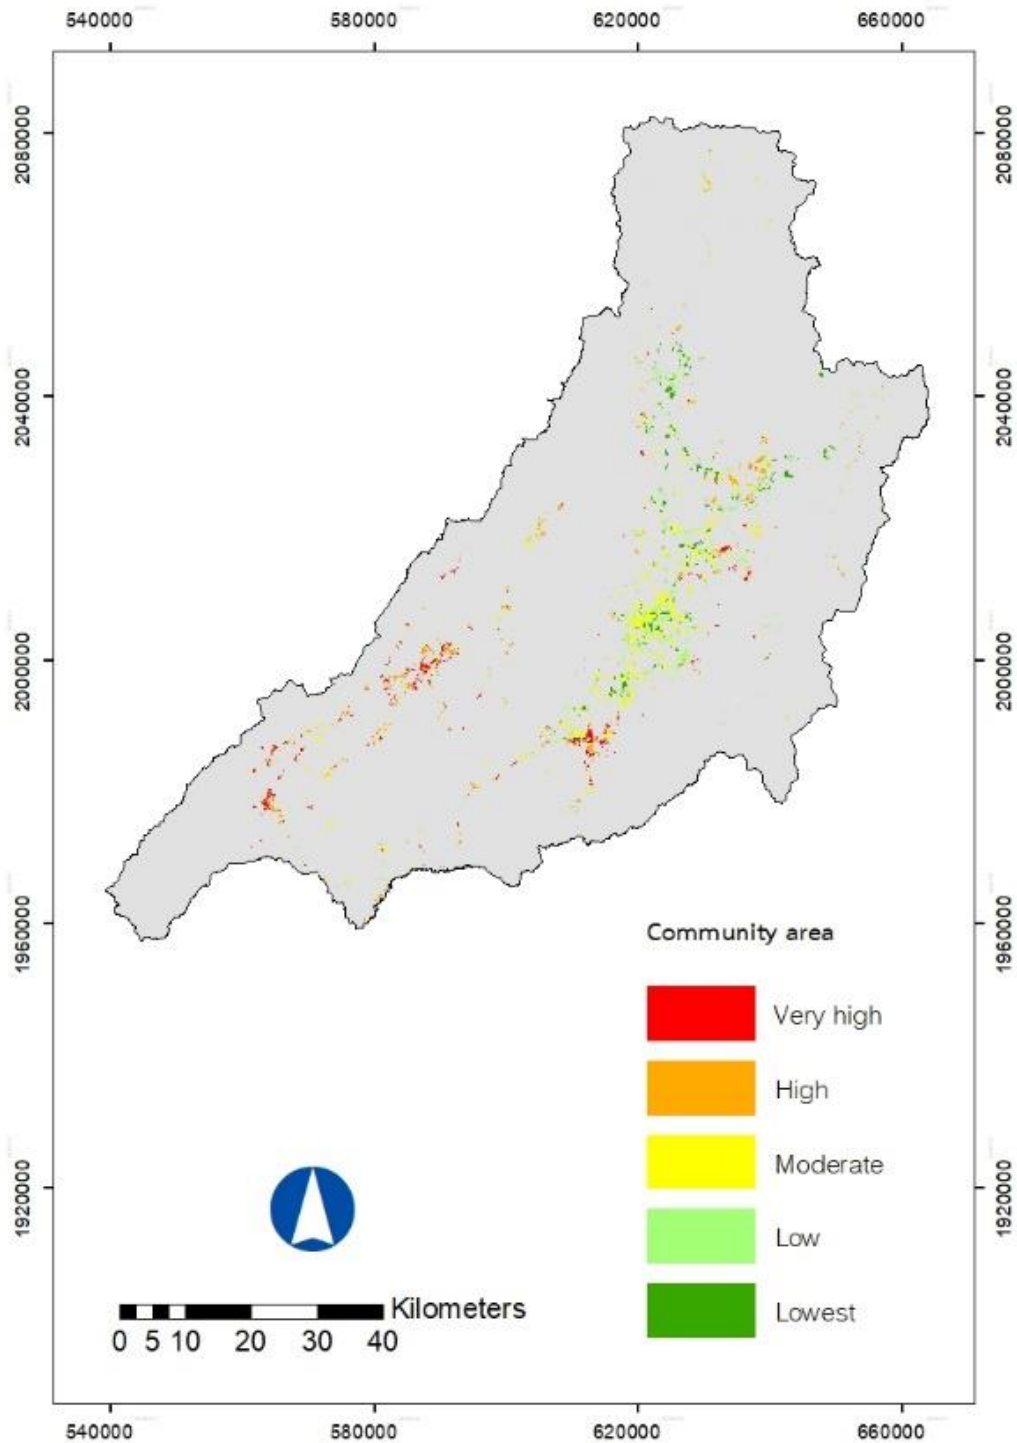 540000 580000 620000 660000
2080000 2080000
2040000 2040000
2000000 2000000
1960000 1960000
Community area
Very high
High
Moderate
1920000 1920000
Low
Kilometers
Lowest
0 5 10 20 30 40
540000 580000 620000 660000